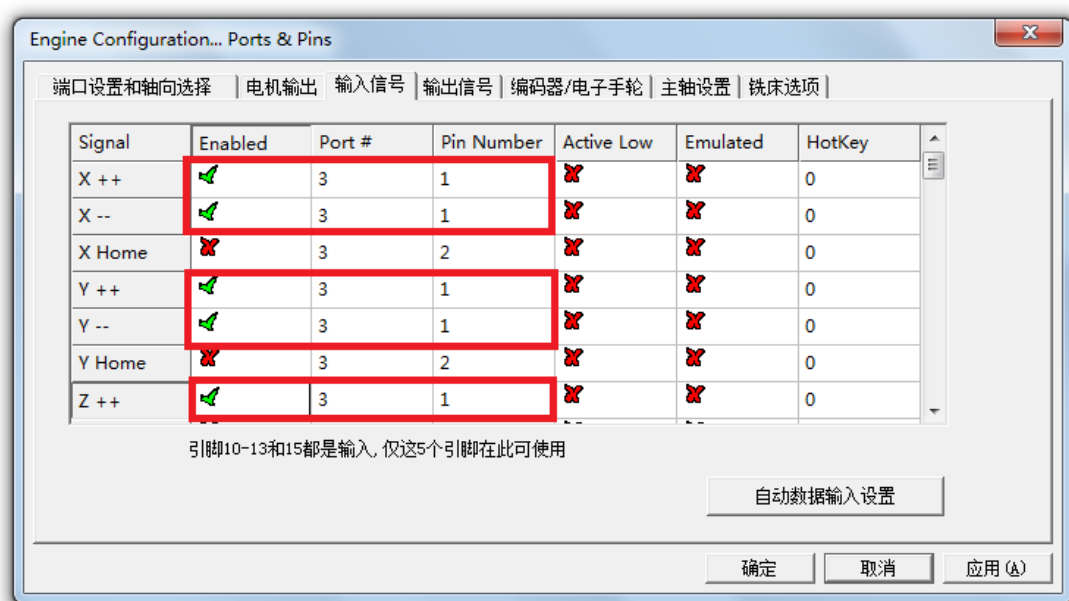 Engine Configuration... Ports & Pins
端口设置和轴向选择 电机输出 输入信号 输出信号 编码器/电子手轮 主轴设置 铣床选项
Signal Enabled Port # Pin Number Active Low Emulated HotKey
X ++ 3 1 0
X -- 3 1 0
X Home 3 2 0
Y ++ 3 1 0
Y -- 3 1 0
Y Home 3 2 0
Z ++ 3 1 0
引脚10-13和15都是输入, 仅这5个引脚在此可使用
自动数据输入设置
确定 取消 应用(A)